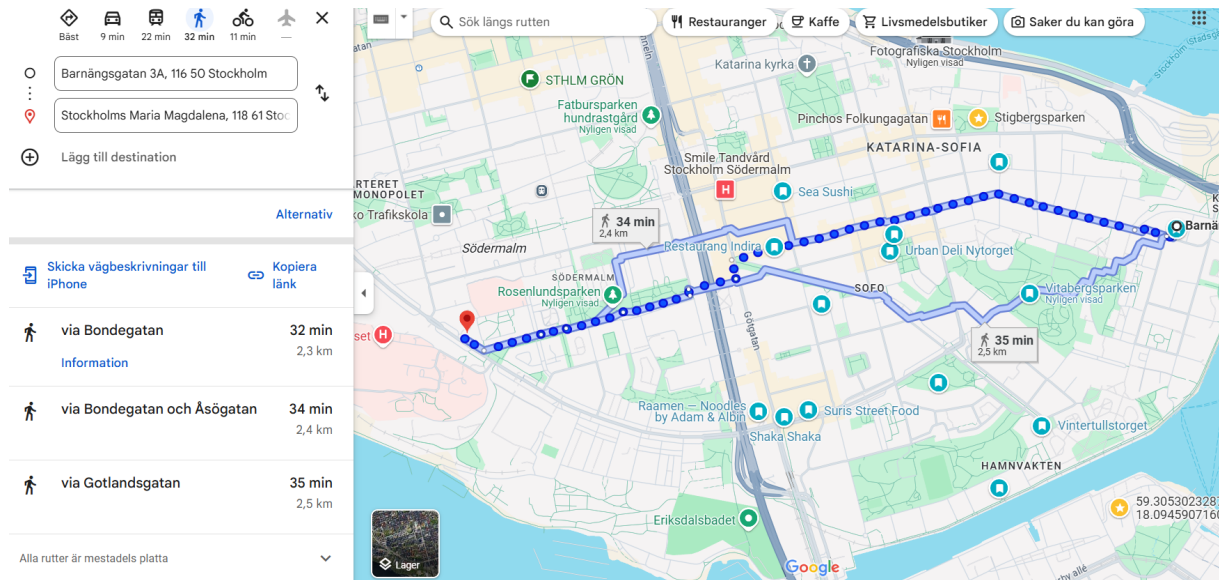 Bäst
9 min
22 min
32 min
11 min
—
Barnängsgatan 3A, 116 50 Stockholm
Stockholms Maria Magdalena, 118 61 Stoc
Lägg till destination
Alternativ
Skicka vägbeskrivningar till
iPhone
Kopiera
länk
via Bondegatan
32 min
2,3 km
Information
via Bondegatan och Åsögatan
34 min
2,4 km
via Gotlandsgatan
35 min
2,5 km
Alla rutter är mestadels platta
Sök längs rutten
Restauranger
Kaffe
Livsmedelsbutiker
Saker du kan göra
Fotografiska Stockholm
Nyligen visad
Katarina kyrka
STHLM GRÖN
Fatbursparken
hundrastgård
Nyligen visad
Pinchos Folkungagatan
Stigbergsparken
KATARINA-SOFIA
Smile Tandvård
Stockholm Södermalm
Sea Sushi
RTERET
MONOPOLET
ko Trafikskola
34 min
2,4 km
Södermalm
Restaurang Indira
Urban Deli Nytorget
Barnä
SÖDERMALM
Rosenlundsparken
Nyligen visad
SOFO
Vitabergsparken
Nyligen visad
Götgatan
set
35 min
2,5 km
Raamen – Noodles
by Adam & Albin
Suris Street Food
Shaka Shaka
Vintertullstorget
HAMNVAKTEN
59.3053023287
18.0945907160
Eriksdalsbadet
Lager
Google